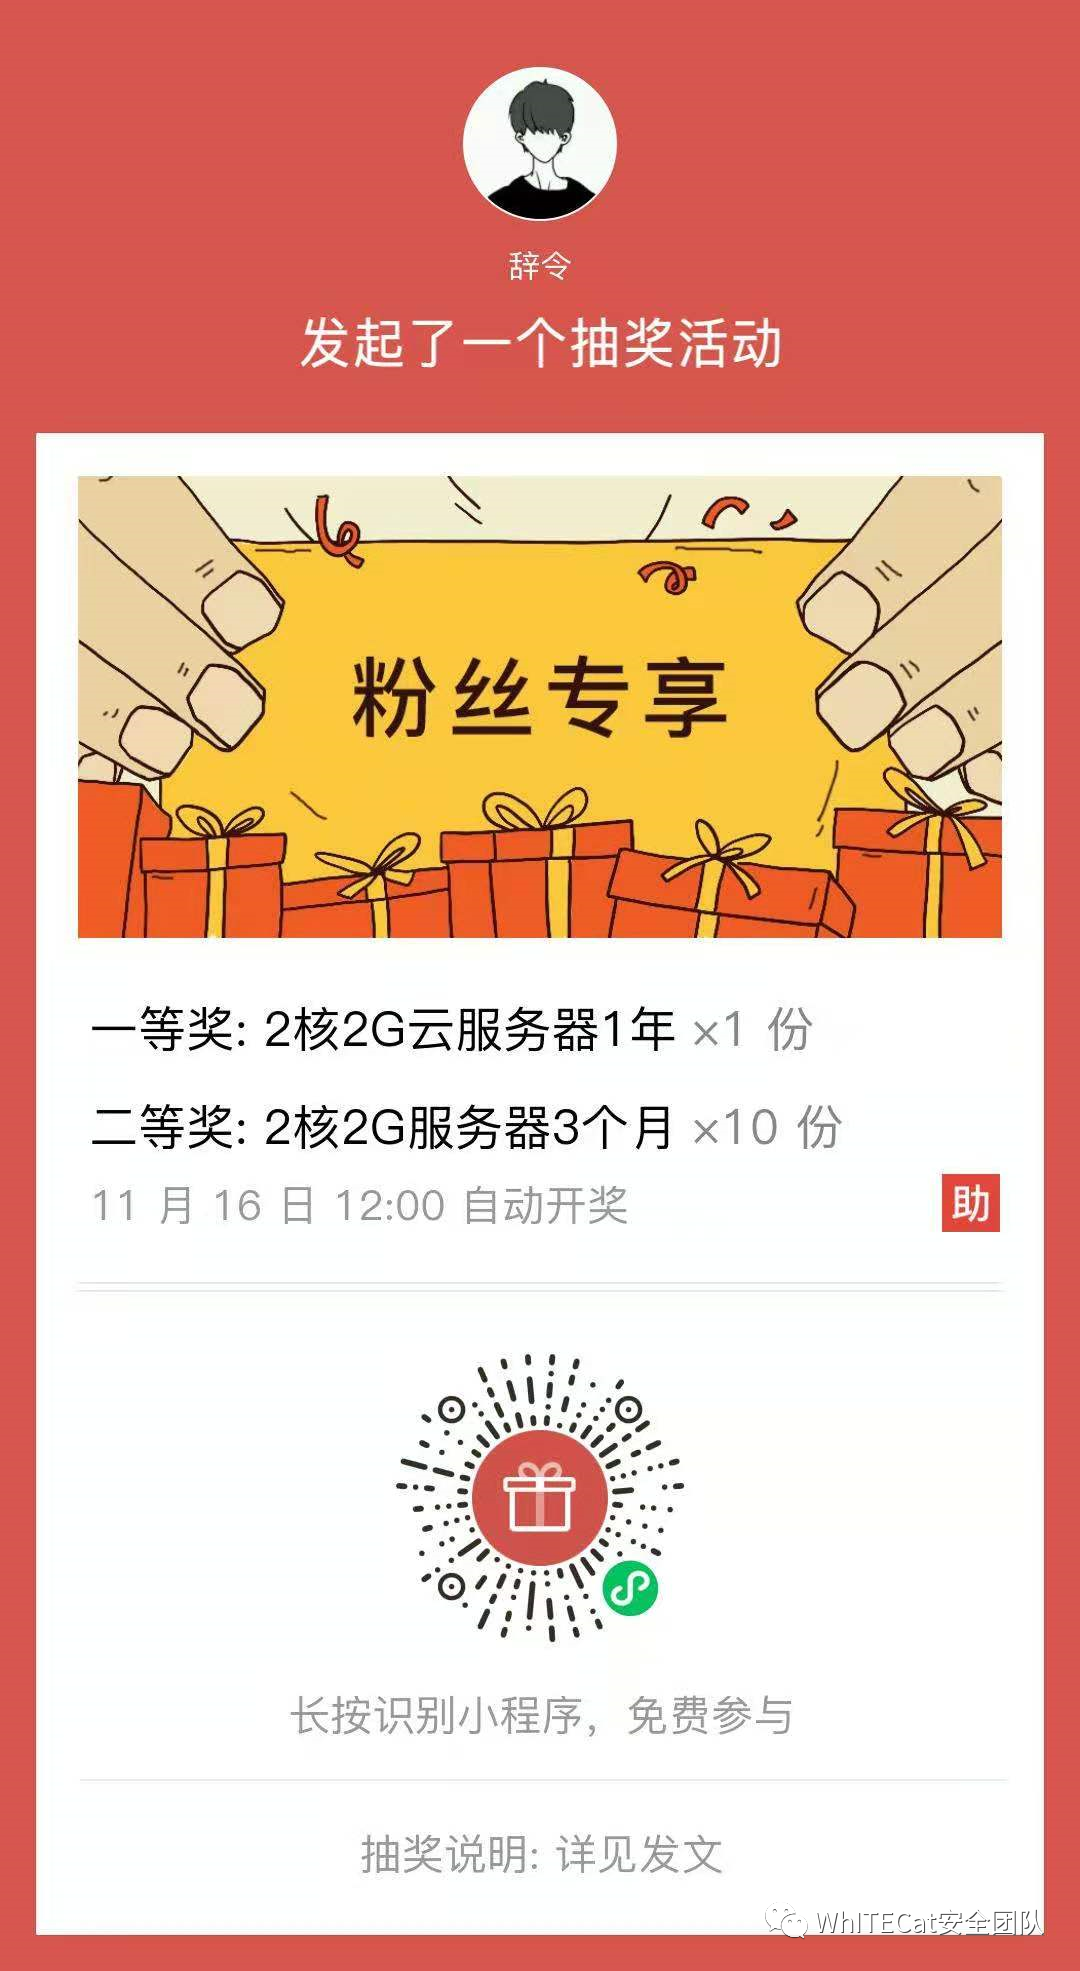 辞令
发起了一个抽奖活动
粉丝专享
一等奖: 2核2G云服务器1年 ×1 份
二等奖: 2核2G服务器3个月 ×10 份
11 月 16 日 12:00 自动开奖
助
长按识别小程序，免费参与
抽奖说明: 详见发文
WhITECat安全团队